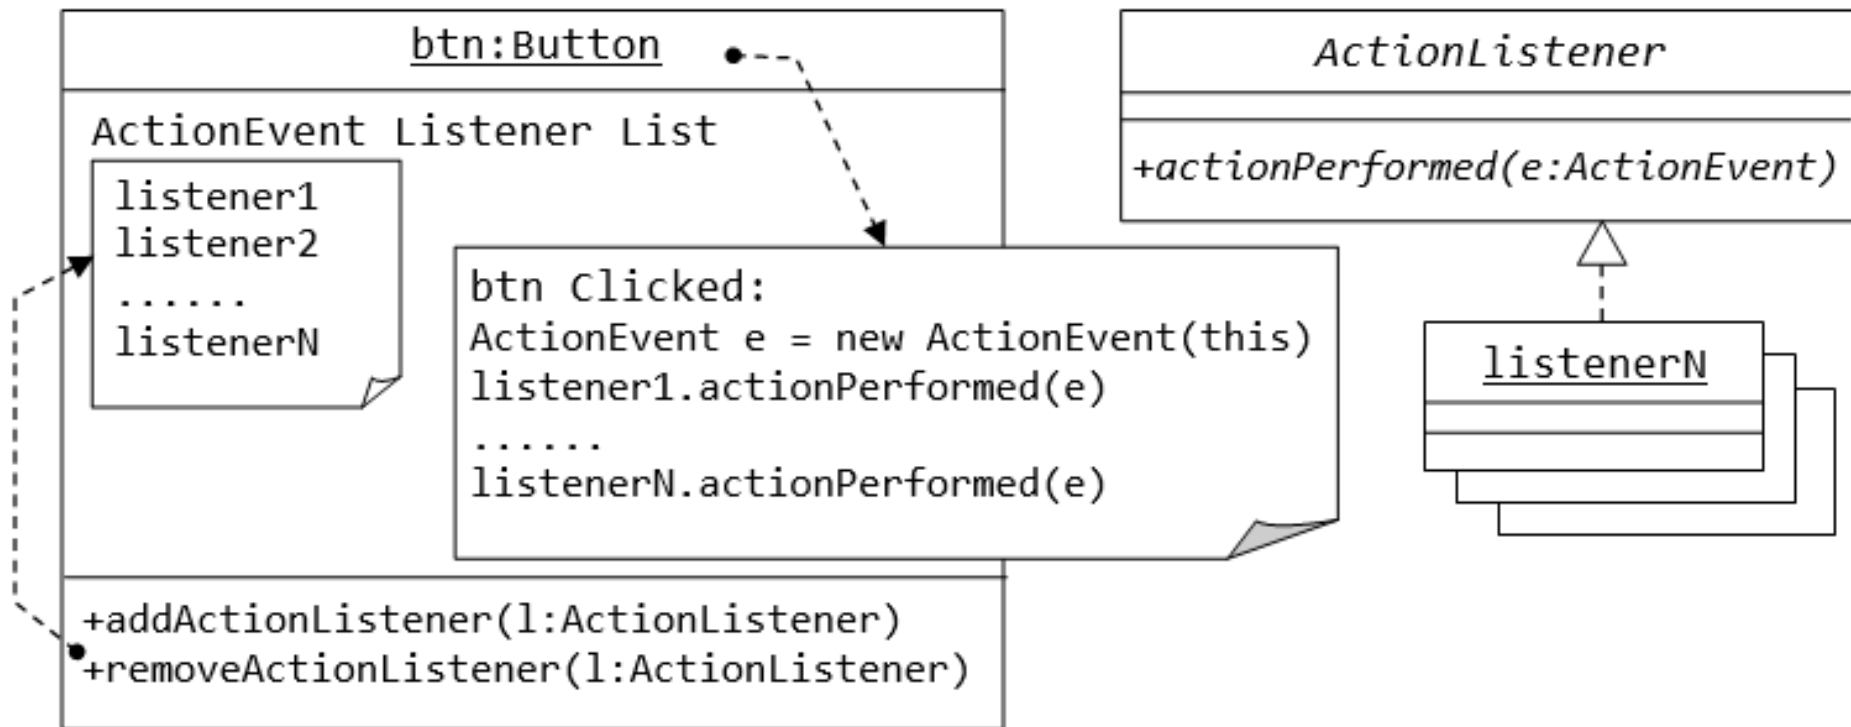 btn:Button
ActionEvent Listener List
listener1
listener2
......
listenerN
btn Clicked:
ActionEvent e = new ActionEvent(this)
listener1.actionPerformed(e)
......
listenerN.actionPerformed(e)
+addActionListener(l:ActionListener)
+removeActionListener(l:ActionListener)
ActionListener
+actionPerformed(e:ActionEvent)
listenerN